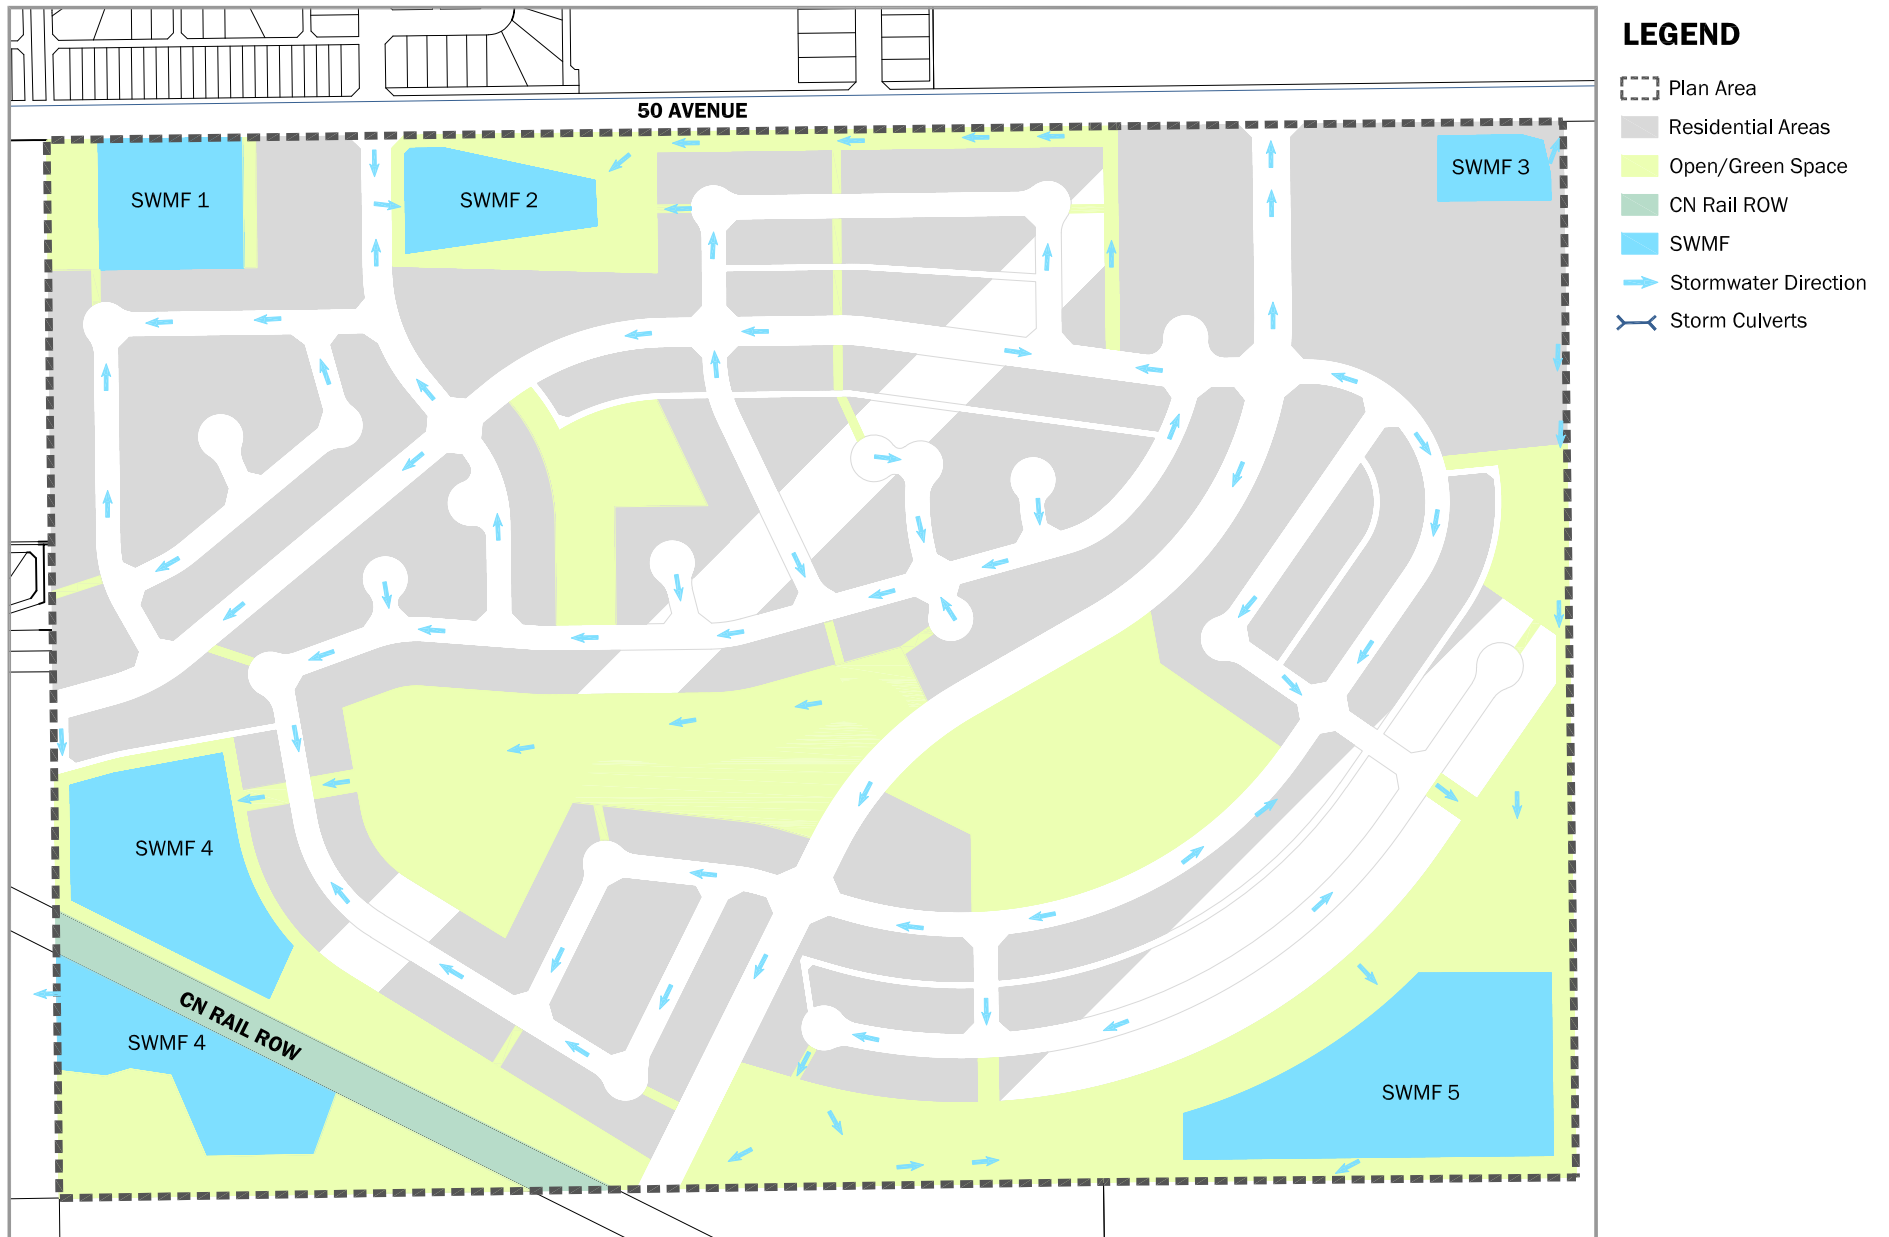 LEGEND
50 AVENUE
Plan Area
Residential Areas
Open/Green Space
CN Rail ROW
SWMF
Stormwater Direction
Storm Culverts
SWMF 1
SWMF 2
SWMF 3
SWMF 4
CN RAIL ROW
SWMF 4
SWMF 5